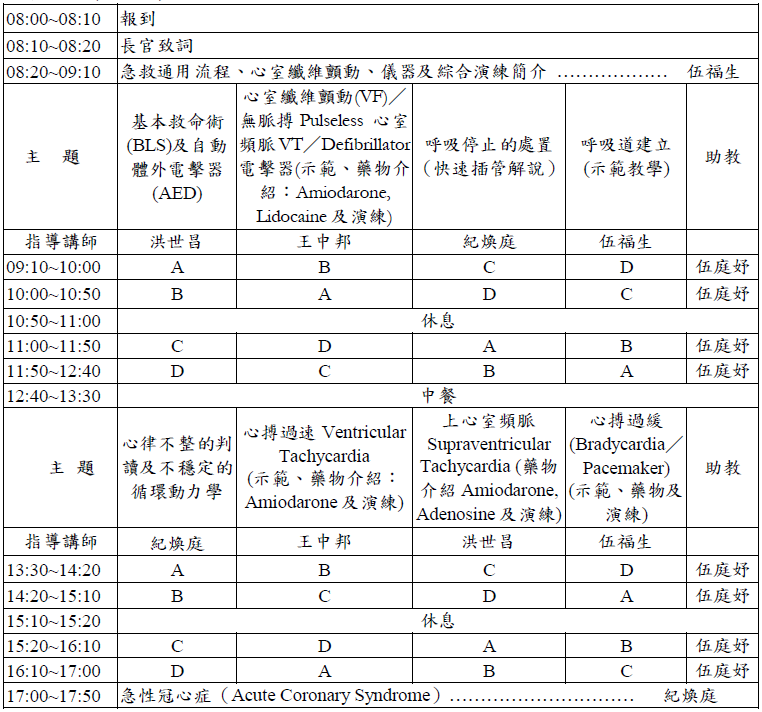 08:00~08:10 報到
08:10~08:20 長官致詞
08:20~09:10 急救通用流程、心室纖維顫動、儀器及綜合演練簡介 ……………… 伍福生
主 題
基本救命術
(BLS)及自動
體外電擊器
(AED)
心室纖維顫動(VF)／
無脈搏 Pulseless 心室
頻脈VT／Defibrillator
電擊器(示範、藥物介
紹：Amiodarone,
Lidocaine 及演練)
呼吸停止的處置
（快速插管解說）
呼吸道建立
(示範教學)
助教
指導講師 洪世昌 王中邦 紀煥庭 伍福生
09:10~10:00 A B C D 伍庭妤
10:00~10:50 B A D C 伍庭妤
10:50~11:00 休息
11:00~11:50 C D A B 伍庭妤
11:50~12:40 D C B A 伍庭妤
12:40~13:30 中餐
主 題
心律不整的判
讀及不穩定的
循環動力學
心搏過速 Ventricular
Tachycardia
(示範、藥物介紹：
Amiodarone 及演練)
上心室頻脈
Supraventricular
Tachycardia (藥物
介紹 Amiodarone,
Adenosine 及演練)
心搏過緩
(Bradycardia／
Pacemaker)
(示範、藥物及
演練)
助教
指導講師 紀煥庭 王中邦 洪世昌 伍福生
13:30~14:20 A B C D 伍庭妤
14:20~15:10 B C D A 伍庭妤
15:10~15:20 休息
15:20~16:10 C D A B 伍庭妤
16:10~17:00 D A B C 伍庭妤
17:00~17:50 急性冠心症（Acute Coronary Syndrome）………………………… 紀煥庭